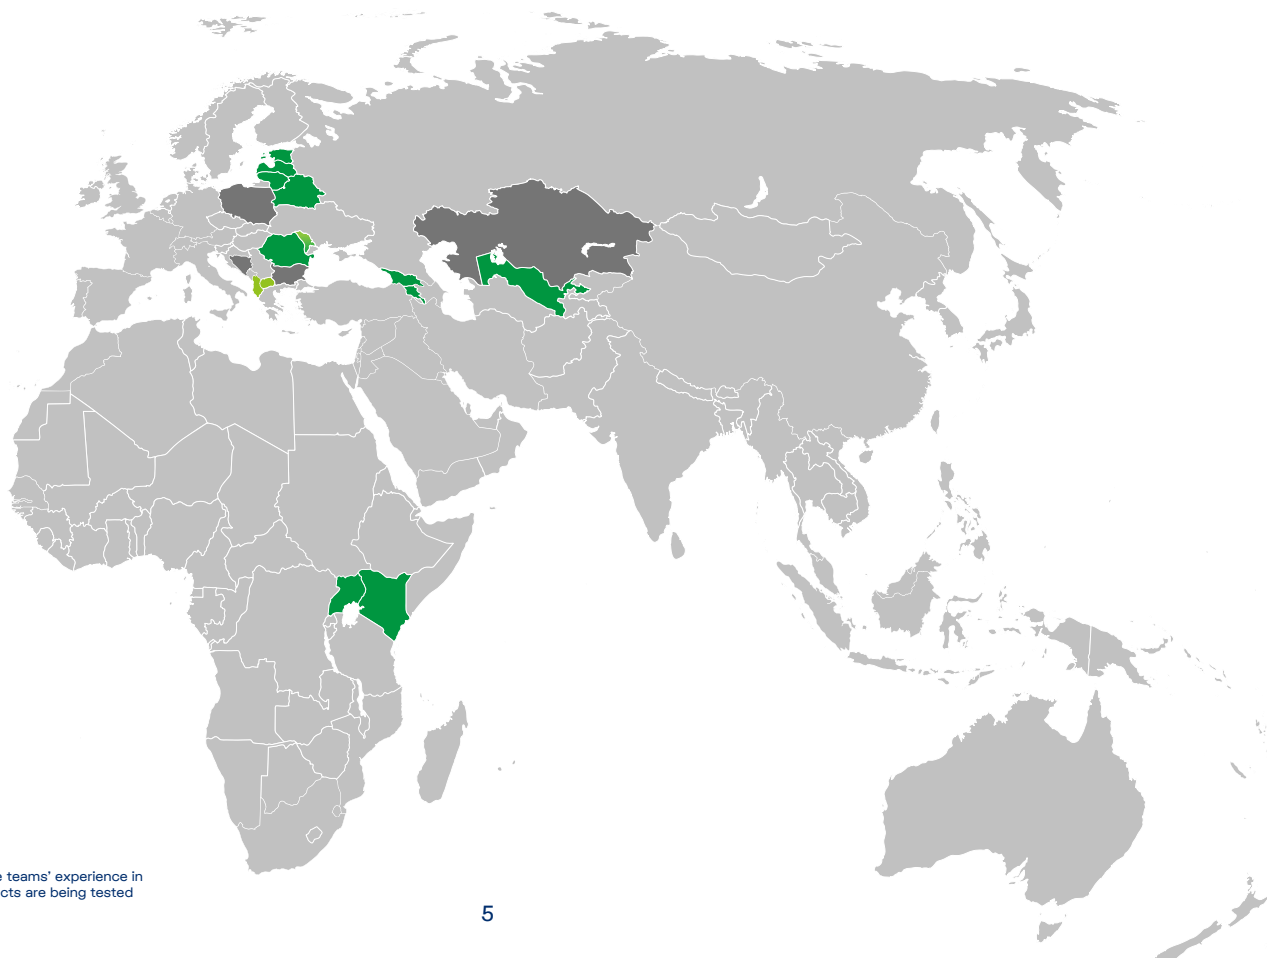 teams’ experience in
cts are being tested
5